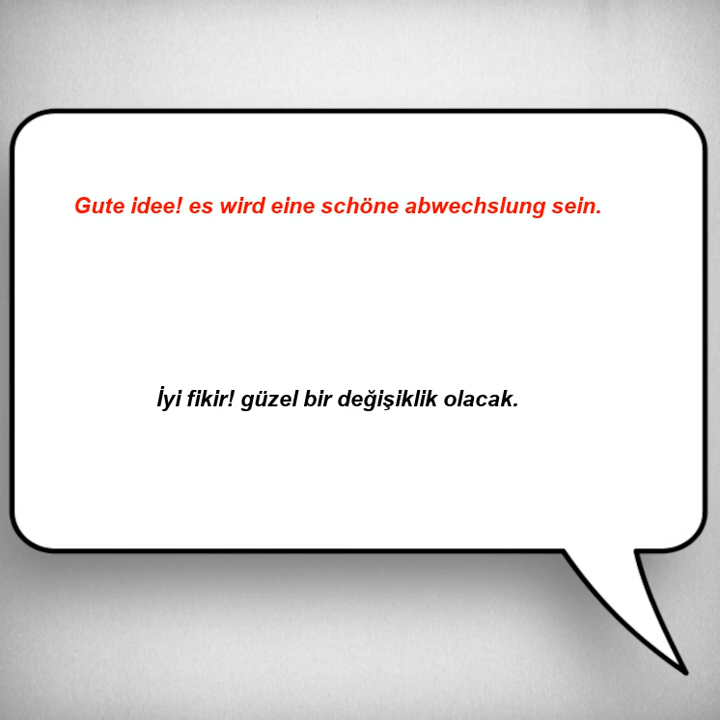 Gute idee! es wird eine schöne abwechslung sein.
İyi fikir! güzel bir değişiklik olacak.